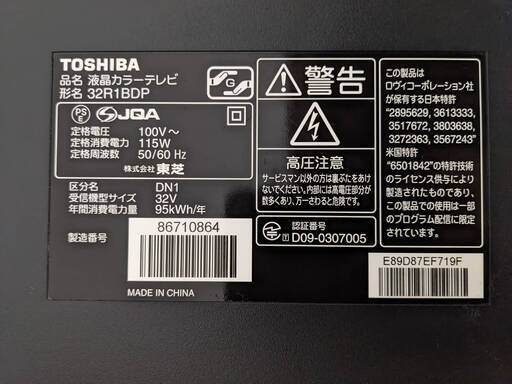 TOSHIBA
品名 液晶カラーテレビ
形名 32R1BDP
G
PS
E
JQA
定格電圧 100V～
定格消費電力 115W
定格周波数 50/60 Hz
株式会社 東芝
区分名 DN1
受信機型サイズ 32V
年間消費電力量 95kWh/年
製造番号
86710864
MADE IN CHINA
警告
高圧注意
サービスマン以外の方は、裏ぶたをあけないで
ください。内部には高電圧部分が
数多くあり、万一さわると危険です。
認証番号
T D09-0307005
この製品は
ロヴィコーポレーション社
が保有する日本特許
"2895629, 3613333,
3517672, 3803638,
3272363, 3567243"
米国特許
"6501842"の特許技術
のライセンス供与により
製造されています。
この製品での使用は一部
のプログラム配信に限定
されています。
E89D87EF719F